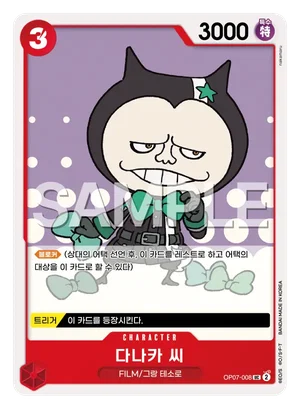 3
3000
특수
特
SAMPLE
블로커 (상대의 어택 선언 후, 이 카드를 레스트로 하고 어택의
대상을 이 카드로 할 수 있다)
트리거 이 카드를 등장시킨다.
CHARACTER
다나카 씨
FILM/그랑 테소로
OP07-008 UC 2
BANDAI MADE IN KOREA